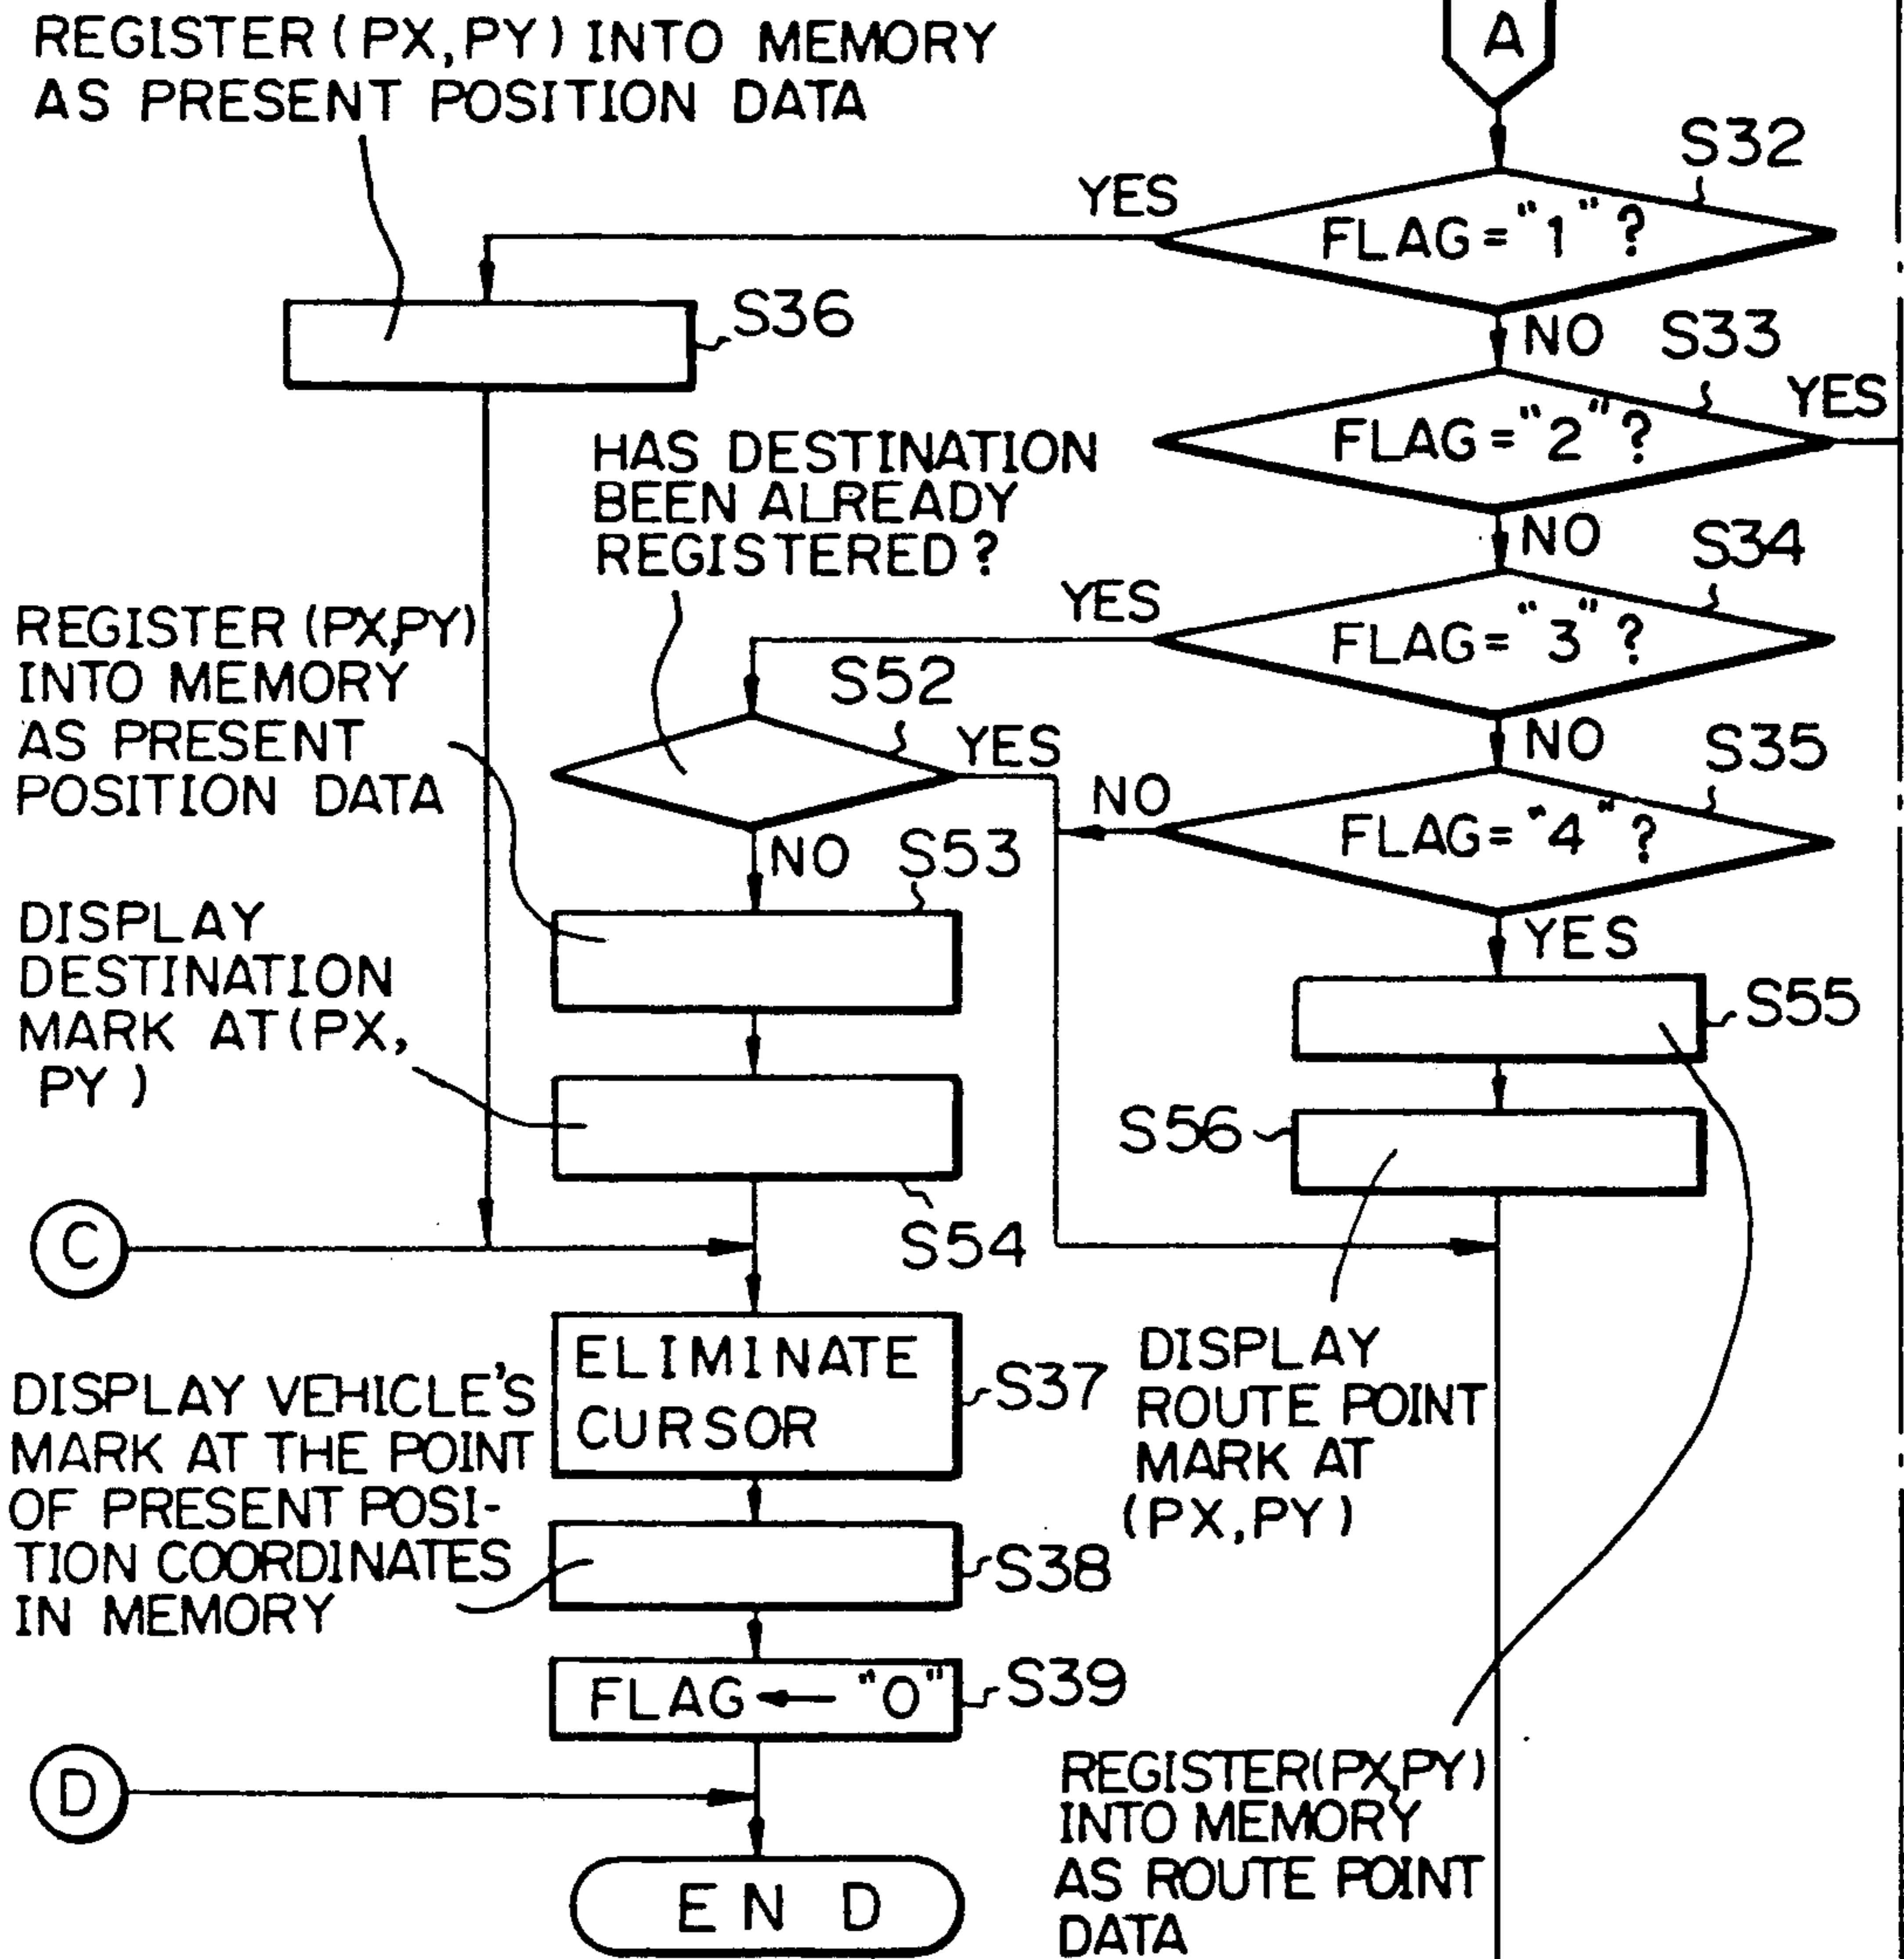 REGISTER (PX,PY) INTO MEMORY
AS PRESENT POSITION DATA
A
S32
YES
FLAG="1"?
S36
NO
S33
YES
FLAG="2"?
HAS DESTINATION
BEEN ALREADY
REGISTERED?
NO
S34
YES
FLAG="3"?
REGISTER (PX,PY)
INTO MEMORY
AS PRESENT
POSITION DATA
S52
YES
NO
S35
NO
FLAG="4"?
NO
S53
YES
DISPLAY
DESTINATION
MARK AT(PX,
PY)
S55
S56
C
S54
ELIMINATE
CURSOR
S37
DISPLAY
ROUTE POINT
MARK AT
(PX,PY)
DISPLAY VEHICLE'S
MARK AT THE POINT
OF PRESENT POSI-
TION COORDINATES
IN MEMORY
S38
FLAG ← "0"
S39
D
REGISTER(PX,PY)
INTO MEMORY
AS ROUTE POINT
DATA
END